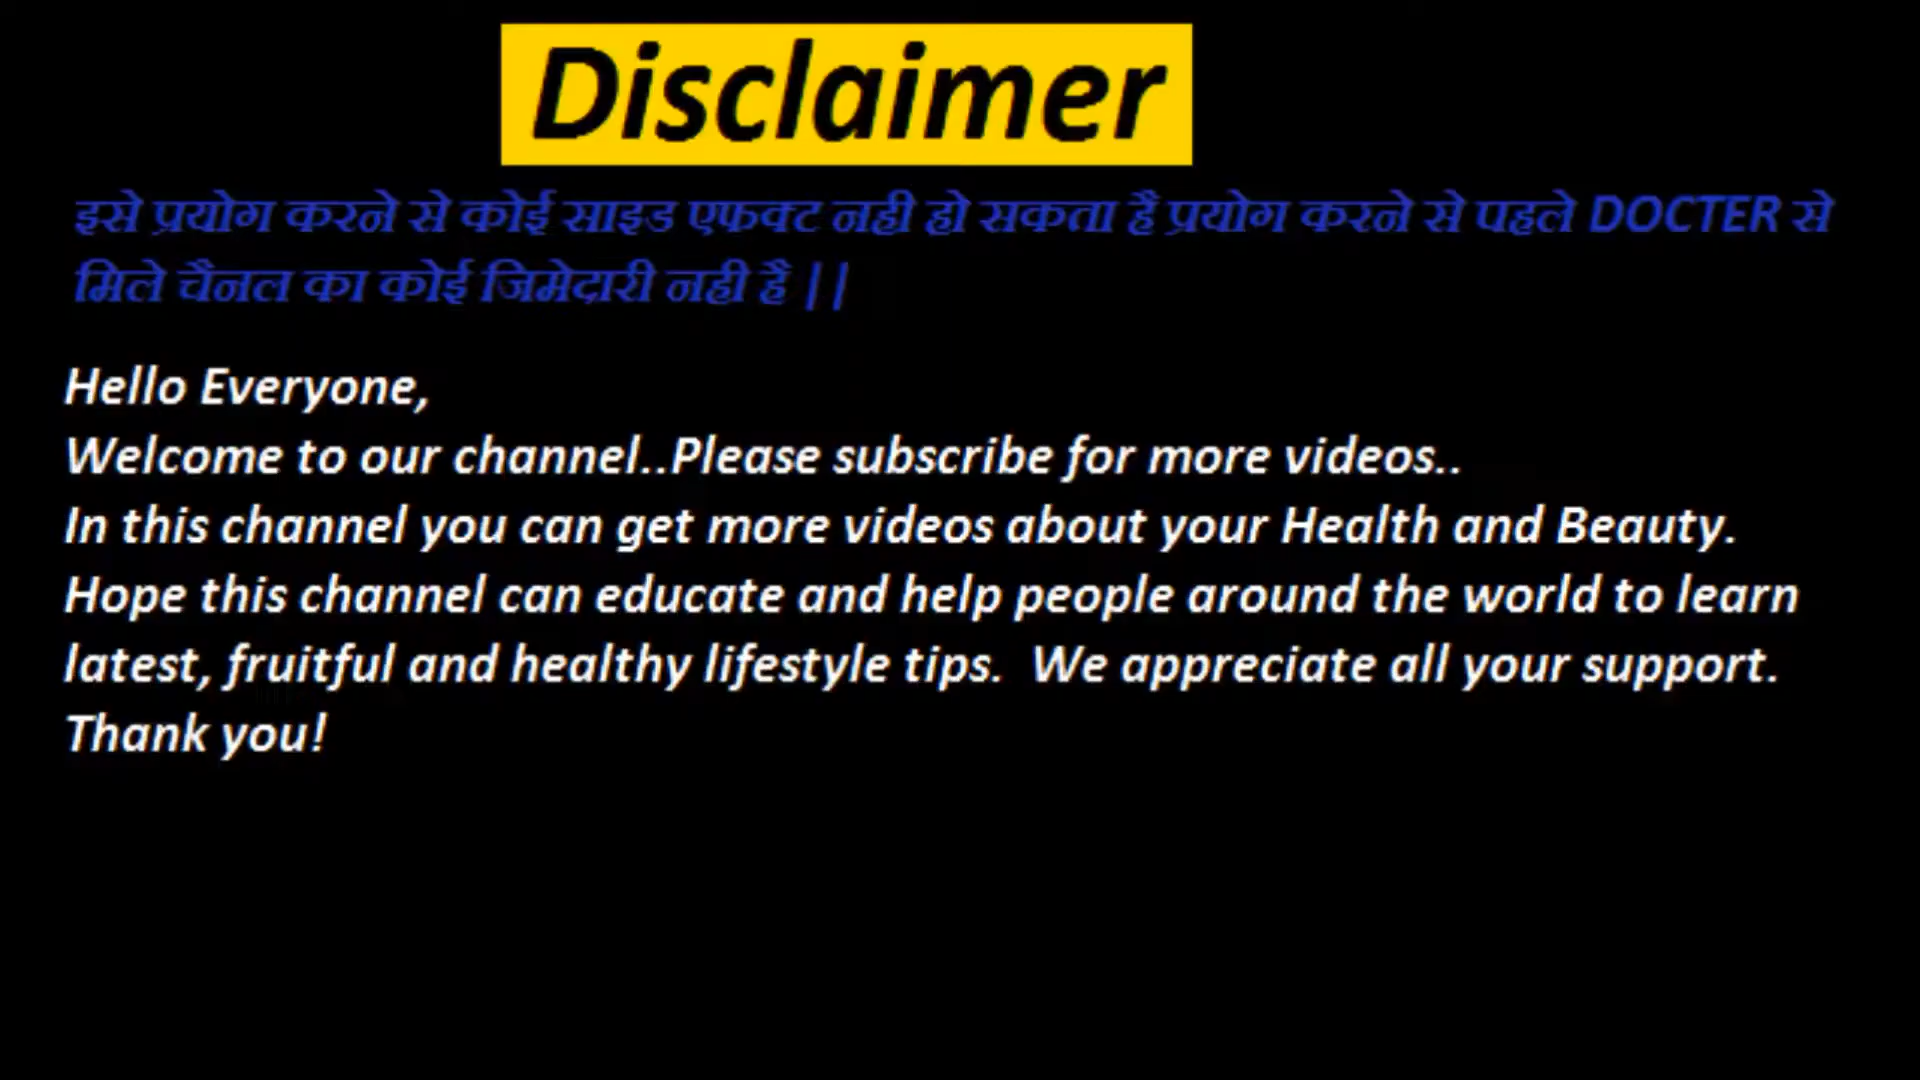 Disclaimer
इसे प्रयोग करने से कोई साइड एफक्ट नही हो सकता हैं प्रयोग करने से पहले DOCTER से
मिले चैनल का कोई जिमेदारी नही है ||
Hello Everyone,
Welcome to our channel..Please subscribe for more videos..
In this channel you can get more videos about your Health and Beauty.
Hope this channel can educate and help people around the world to learn
latest, fruitful and healthy lifestyle tips.  We appreciate all your support.
Thank you!